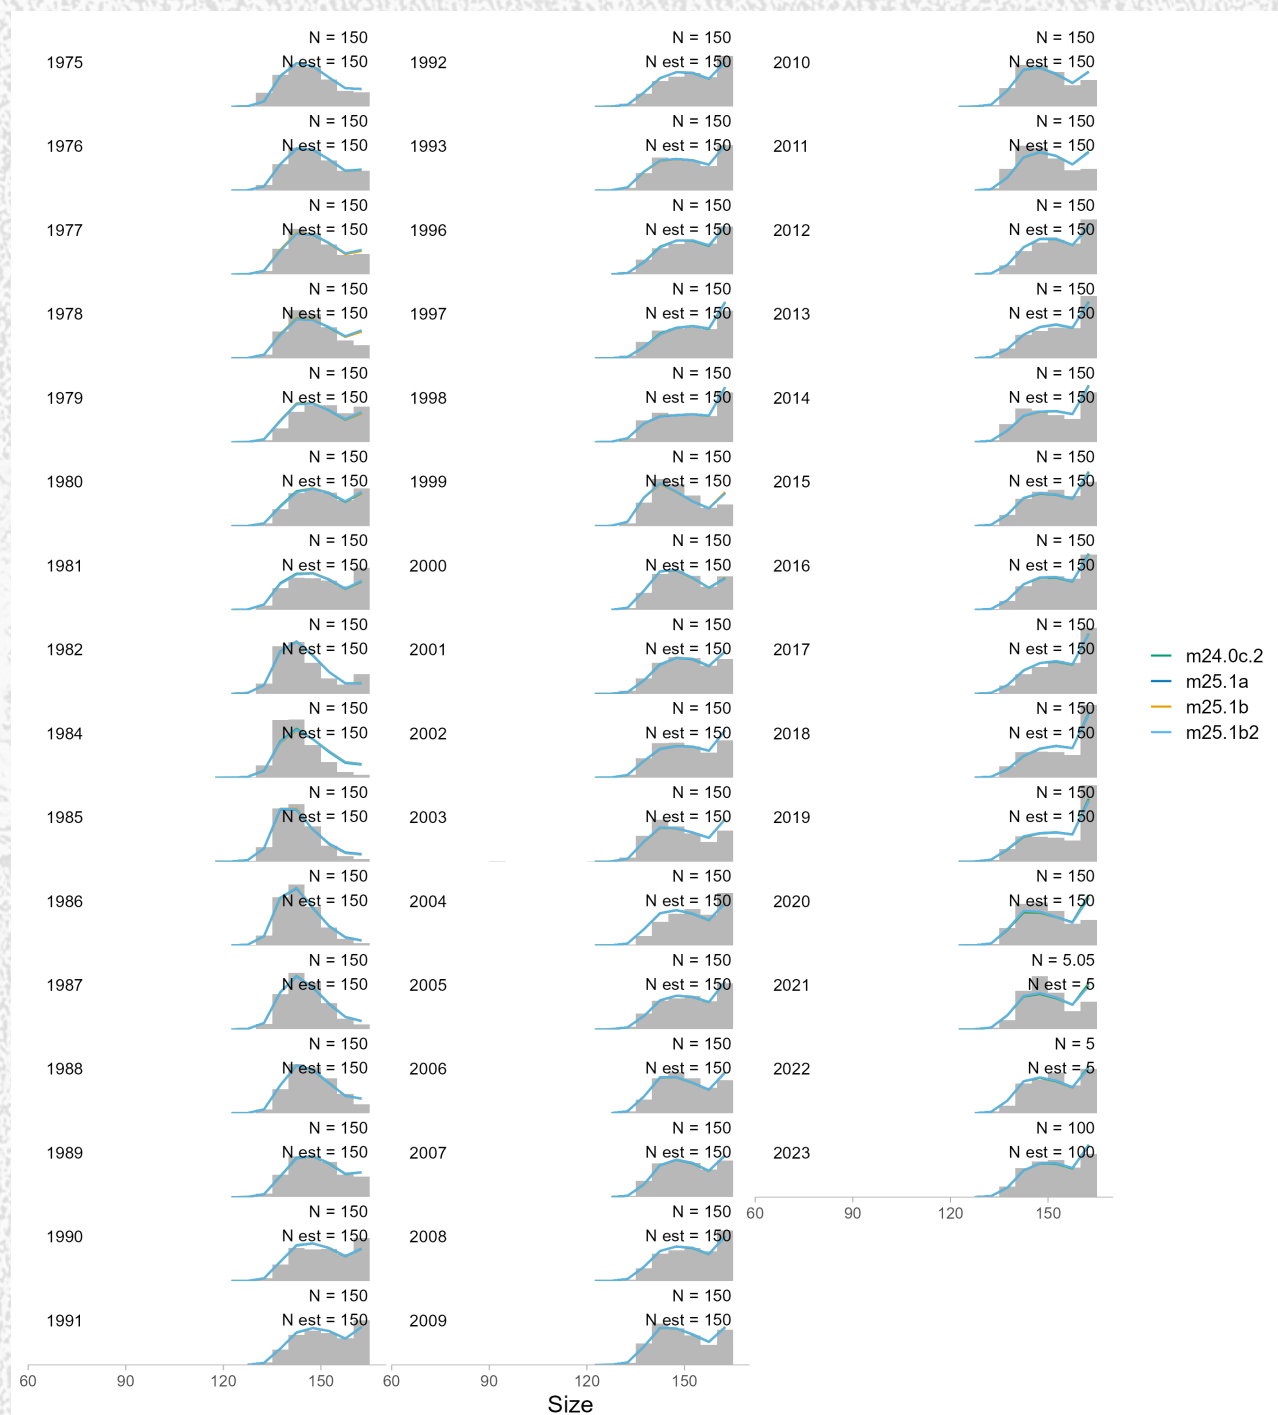 1975
N = 150
N est = 150
1976
N = 150
N est = 150
1977
N = 150
N est = 150
1978
N = 150
N est = 150
1979
N = 150
N est = 150
1980
N = 150
N est = 150
1981
N = 150
N est = 150
1982
N = 150
N est = 150
1984
N = 150
N est = 150
1985
N = 150
N est = 150
1986
N = 150
N est = 150
1987
N = 150
N est = 150
1988
N = 150
N est = 150
1989
N = 150
N est = 150
1990
N = 150
N est = 150
1991
N = 150
N est = 150
60 90 120 150
1992
N = 150
N est = 150
1993
N = 150
N est = 150
1996
N = 150
N est = 150
1997
N = 150
N est = 150
1998
N = 150
N est = 150
1999
N = 150
N est = 150
2000
N = 150
N est = 150
2001
N = 150
N est = 150
2002
N = 150
N est = 150
2003
N = 150
N est = 150
2004
N = 150
N est = 150
2005
N = 150
N est = 150
2006
N = 150
N est = 150
2007
N = 150
N est = 150
2008
N = 150
N est = 150
2009
N = 150
N est = 150
60 90 120 150
2010
N = 150
N est = 150
2011
N = 150
N est = 150
2012
N = 150
N est = 150
2013
N = 150
N est = 150
2014
N = 150
N est = 150
2015
N = 150
N est = 150
2016
N = 150
N est = 150
2017
N = 150
N est = 150
2018
N = 150
N est = 150
2019
N = 150
N est = 150
2020
N = 150
N est = 150
2021
N = 5.05
N est = 5
2022
N = 5
N est = 5
2023
N = 100
N est = 100
60 90 120 150
Size
m24.0c.2
m25.1a
m25.1b
m25.1b2